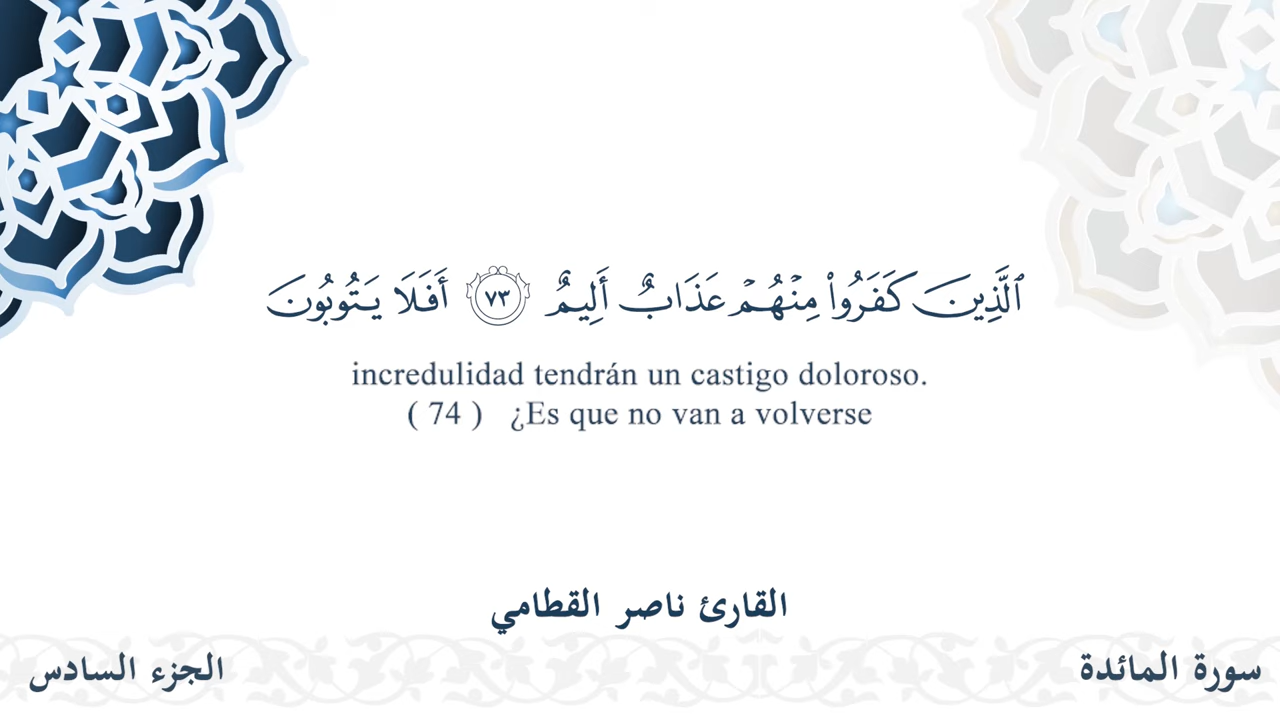 ٱلَّذِينَ كَفَرُوا۟ مِنْهُمْ عَذَابٌ أَلِيمٌ ٧٣ أَفَلَا يَتُوبُونَ
incredulidad tendrán un castigo doloroso.
( 74 ) ¿Es que no van a volverse
القارئ ناصر القطامي
سورة المائدة
الجزء السادس